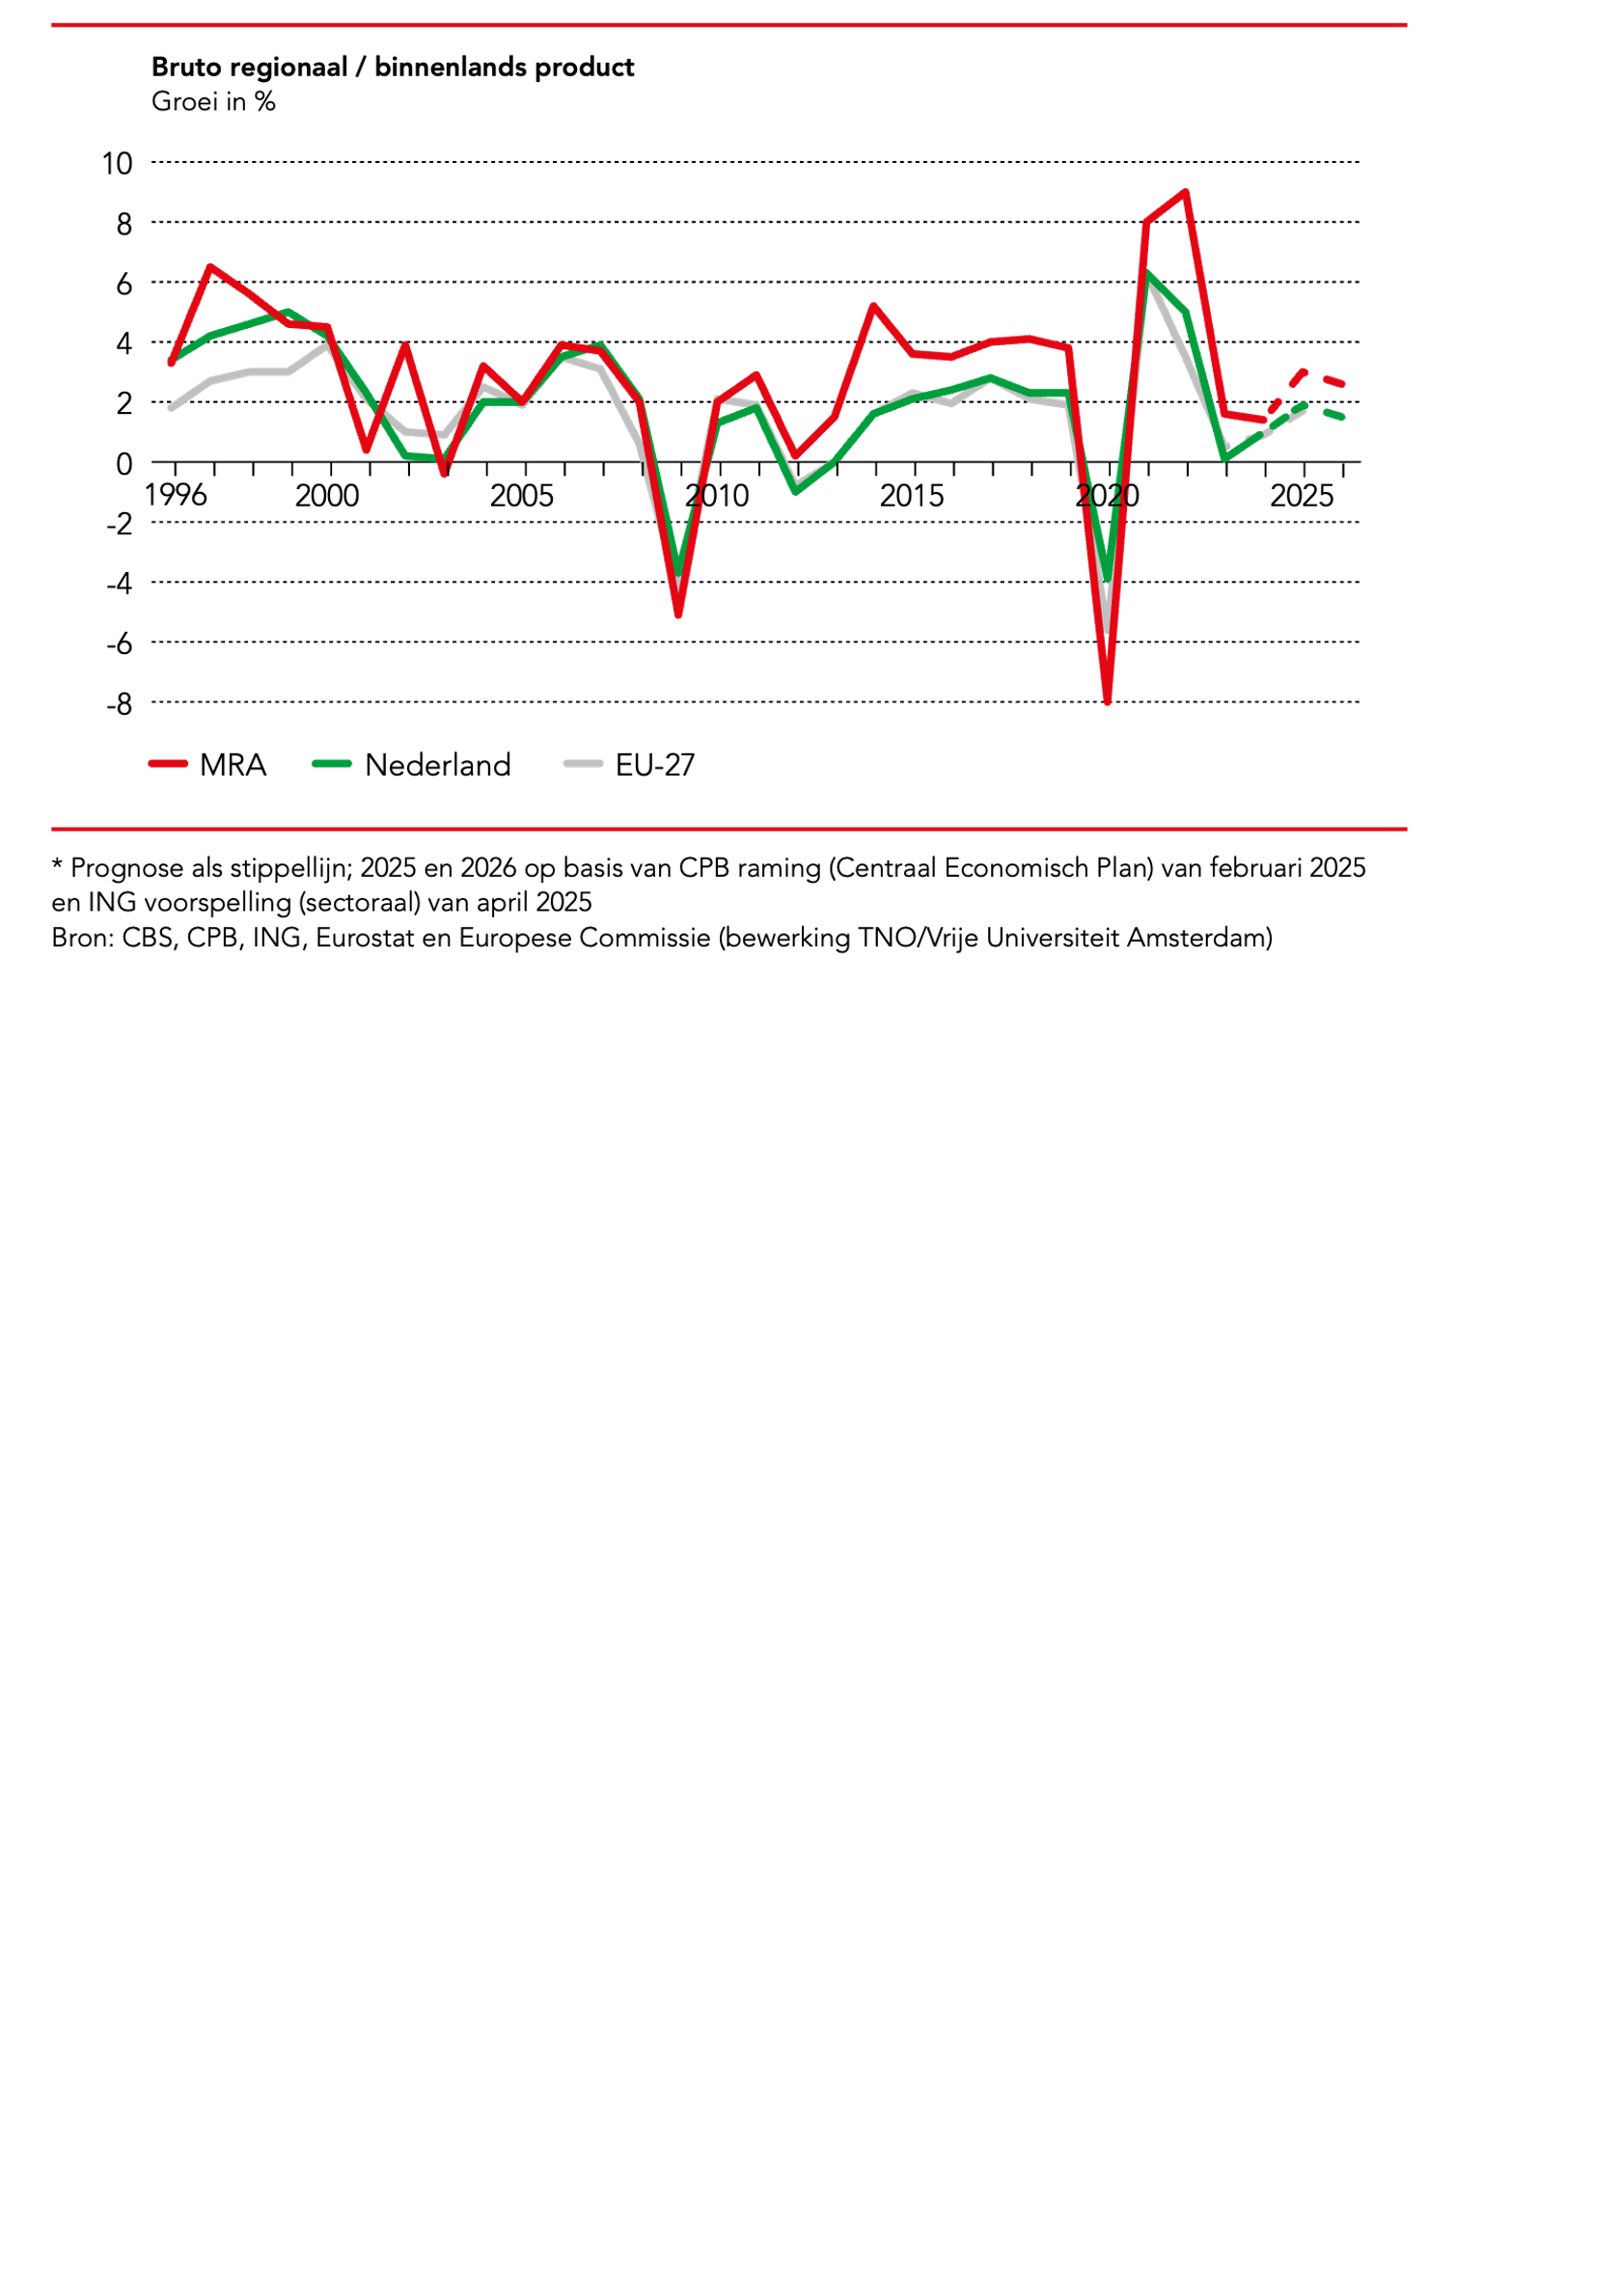 Bruto regionaal / binnenlands product
Groei in %
10
8
6
4
2
0
1996 2000 2005 2010 2015 2020 2025
-2
-4
-6
-8
MRA Nederland EU-27
* Prognose als stippellijn; 2025 en 2026 op basis van CPB raming (Centraal Economisch Plan) van februari 2025
en ING voorspelling (sectoraal) van april 2025
Bron: CBS, CPB, ING, Eurostat en Europese Commissie (bewerking TNO/Vrije Universiteit Amsterdam)